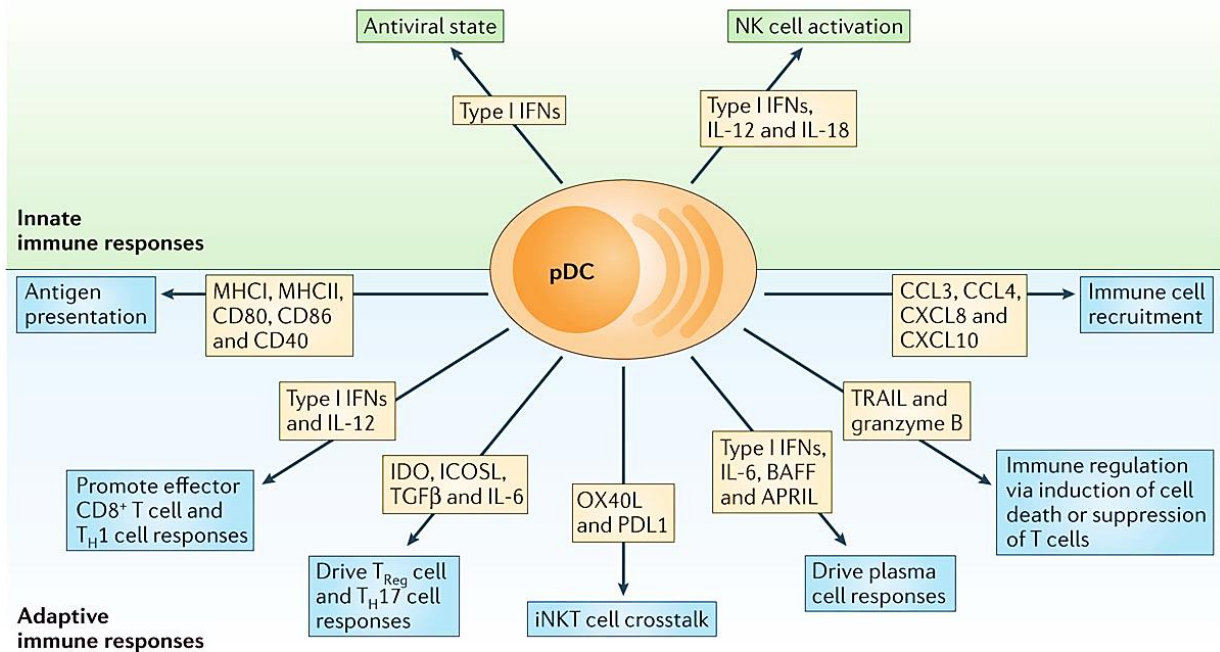 Antiviral state
NK cell activation
Type I IFNs
Type I IFNs,
IL-12 and IL-18
Innate
immune responses
pDC
Antigen
presentation
MHCI, MHCII,
CD80, CD86
and CD40
CCL3, CCL4,
CXCL8 and
CXCL10
Immune cell
recruitment
Type I IFNs
and IL-12
TRAIL and
granzyme B
IDO, ICOSL,
TGFβ and IL-6
OX40L
and PDL1
Type I IFNs,
IL-6, BAFF
and APRIL
Promote effector
CD8⁺ T cell and
T_H1 cell responses
Immune regulation
via induction of cell
death or suppression
of T cells
Drive T_Reg cell
and T_H17 cell
responses
iNKT cell crosstalk
Drive plasma
cell responses
Adaptive
immune responses